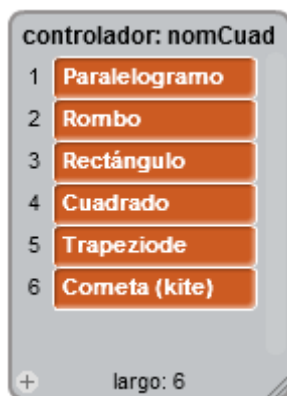 controlador: nomCuad
1 Paralelogramo
2 Rombo
3 Rectángulo
4 Cuadrado
5 Trapeziode
6 Cometa (kite)
+ largo: 6